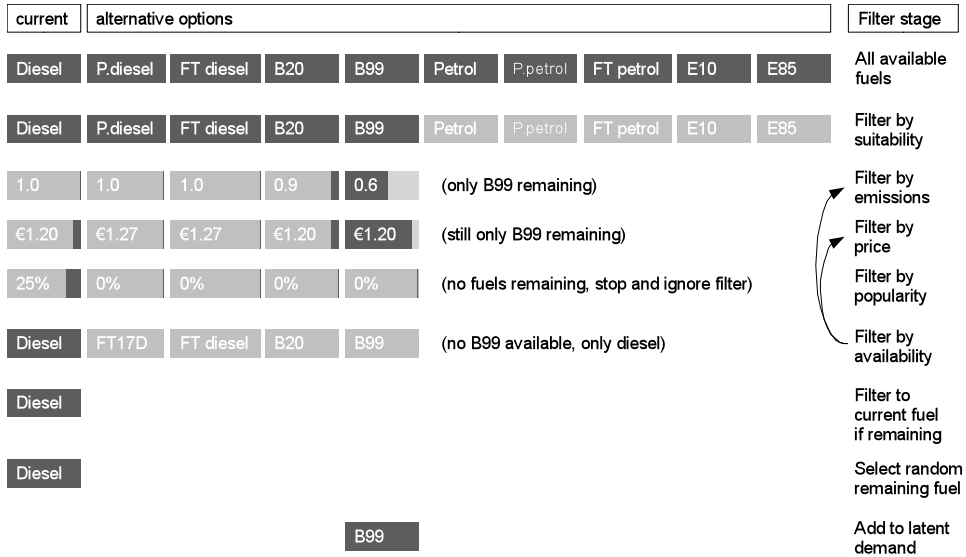 current alternative options Filter stage
Diesel P.diesel FT diesel B20 B99 Petrol P.petrol FT petrol E10 E85 All available
fuels
Diesel P.diesel FT diesel B20 B99 Petrol P.petrol FT petrol E10 E85 Filter by
suitability
1.0 1.0 1.0 0.9 0.6 (only B99 remaining) Filter by
emissions
€1.20 €1.27 €1.27 €1.20 €1.20 (still only B99 remaining) Filter by
price
25% 0% 0% 0% 0% (no fuels remaining, stop and ignore filter) Filter by
popularity
Diesel FT17D FT diesel B20 B99 (no B99 available, only diesel) Filter by
availability
Diesel Filter to
current fuel
if remaining
Diesel Select random
remaining fuel
B99 Add to latent
demand